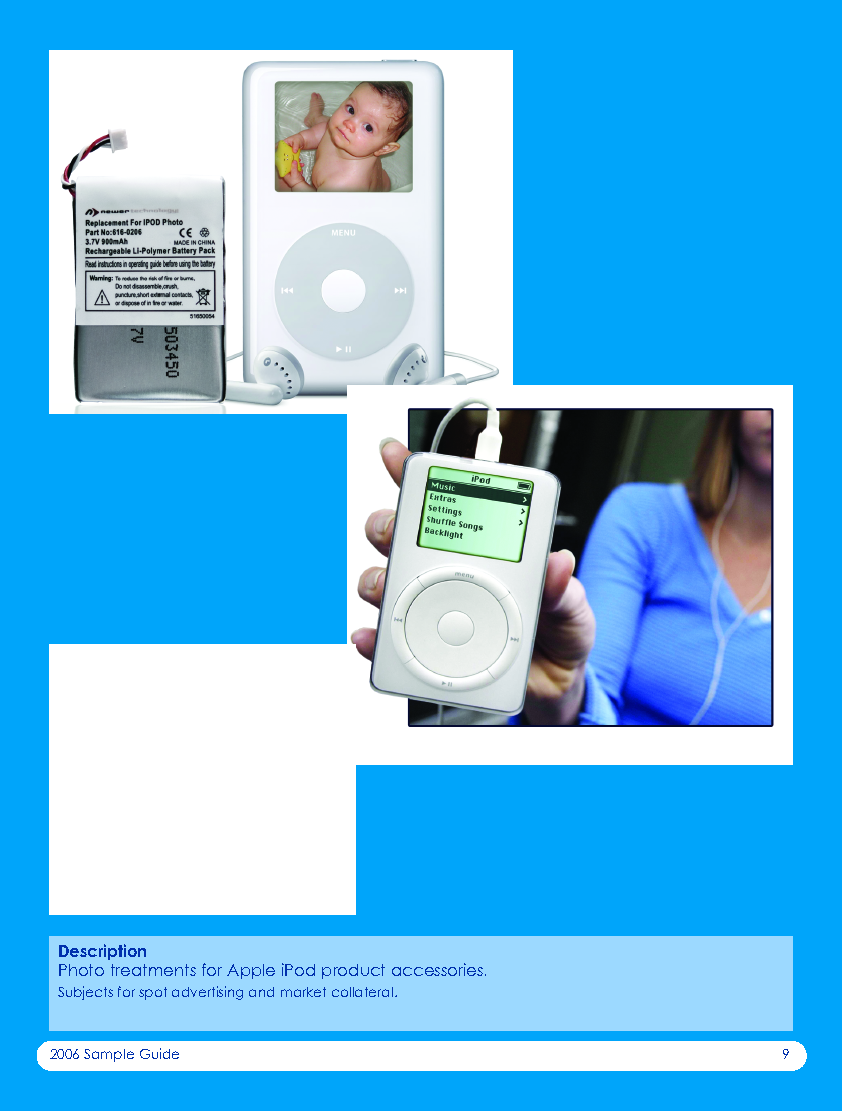 newer
Replacement For IPOD Photo
Part No:616-0206
3.7V 900mAh
MADE IN CHINA
Rechargeable Li-Polymer Battery Pack
Read instructions in operating guide before using the battery
Warning: To reduce the risk of fire or burns,
Do not disassemble,crush,
puncture,short external contacts,
or dispose of in fire or water.
51650054
503450
7V
MENU
iPod
Music
Extras
Settings
Shuffle Songs
Backlight
menu
Description
Photo treatments for Apple iPod product accessories.
Subjects for spot advertising and market collateral.
2006 Sample Guide 9